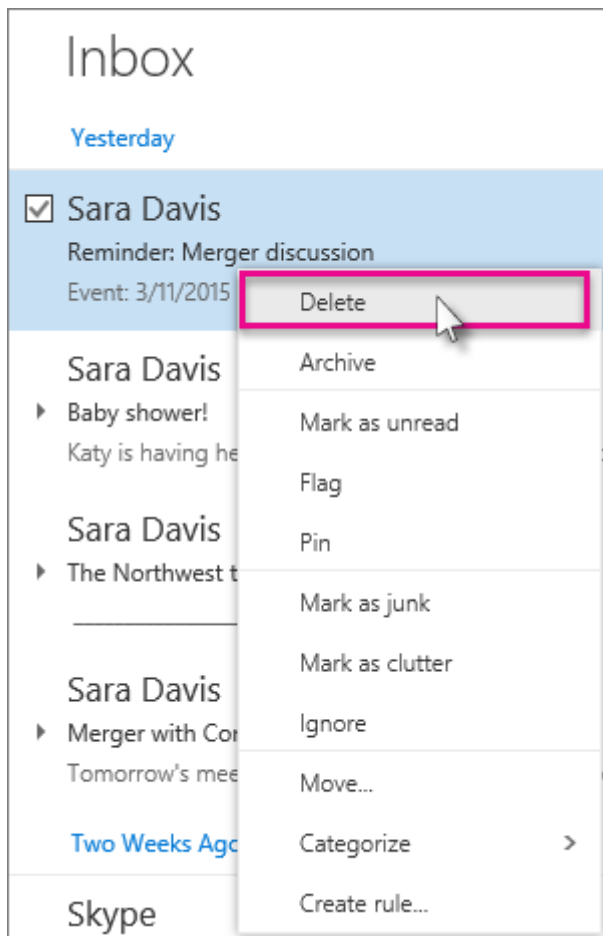 Inbox
Yesterday
Sara Davis
Reminder: Merger discussion
Event: 3/11/2015
Delete
Archive
Mark as unread
Flag
Pin
Mark as junk
Mark as clutter
Ignore
Move...
Categorize
Create rule...
Sara Davis
Baby shower!
Katy is having he
Sara Davis
The Northwest t
Sara Davis
Merger with Cor
Tomorrow's mee
Two Weeks Ago
Skype